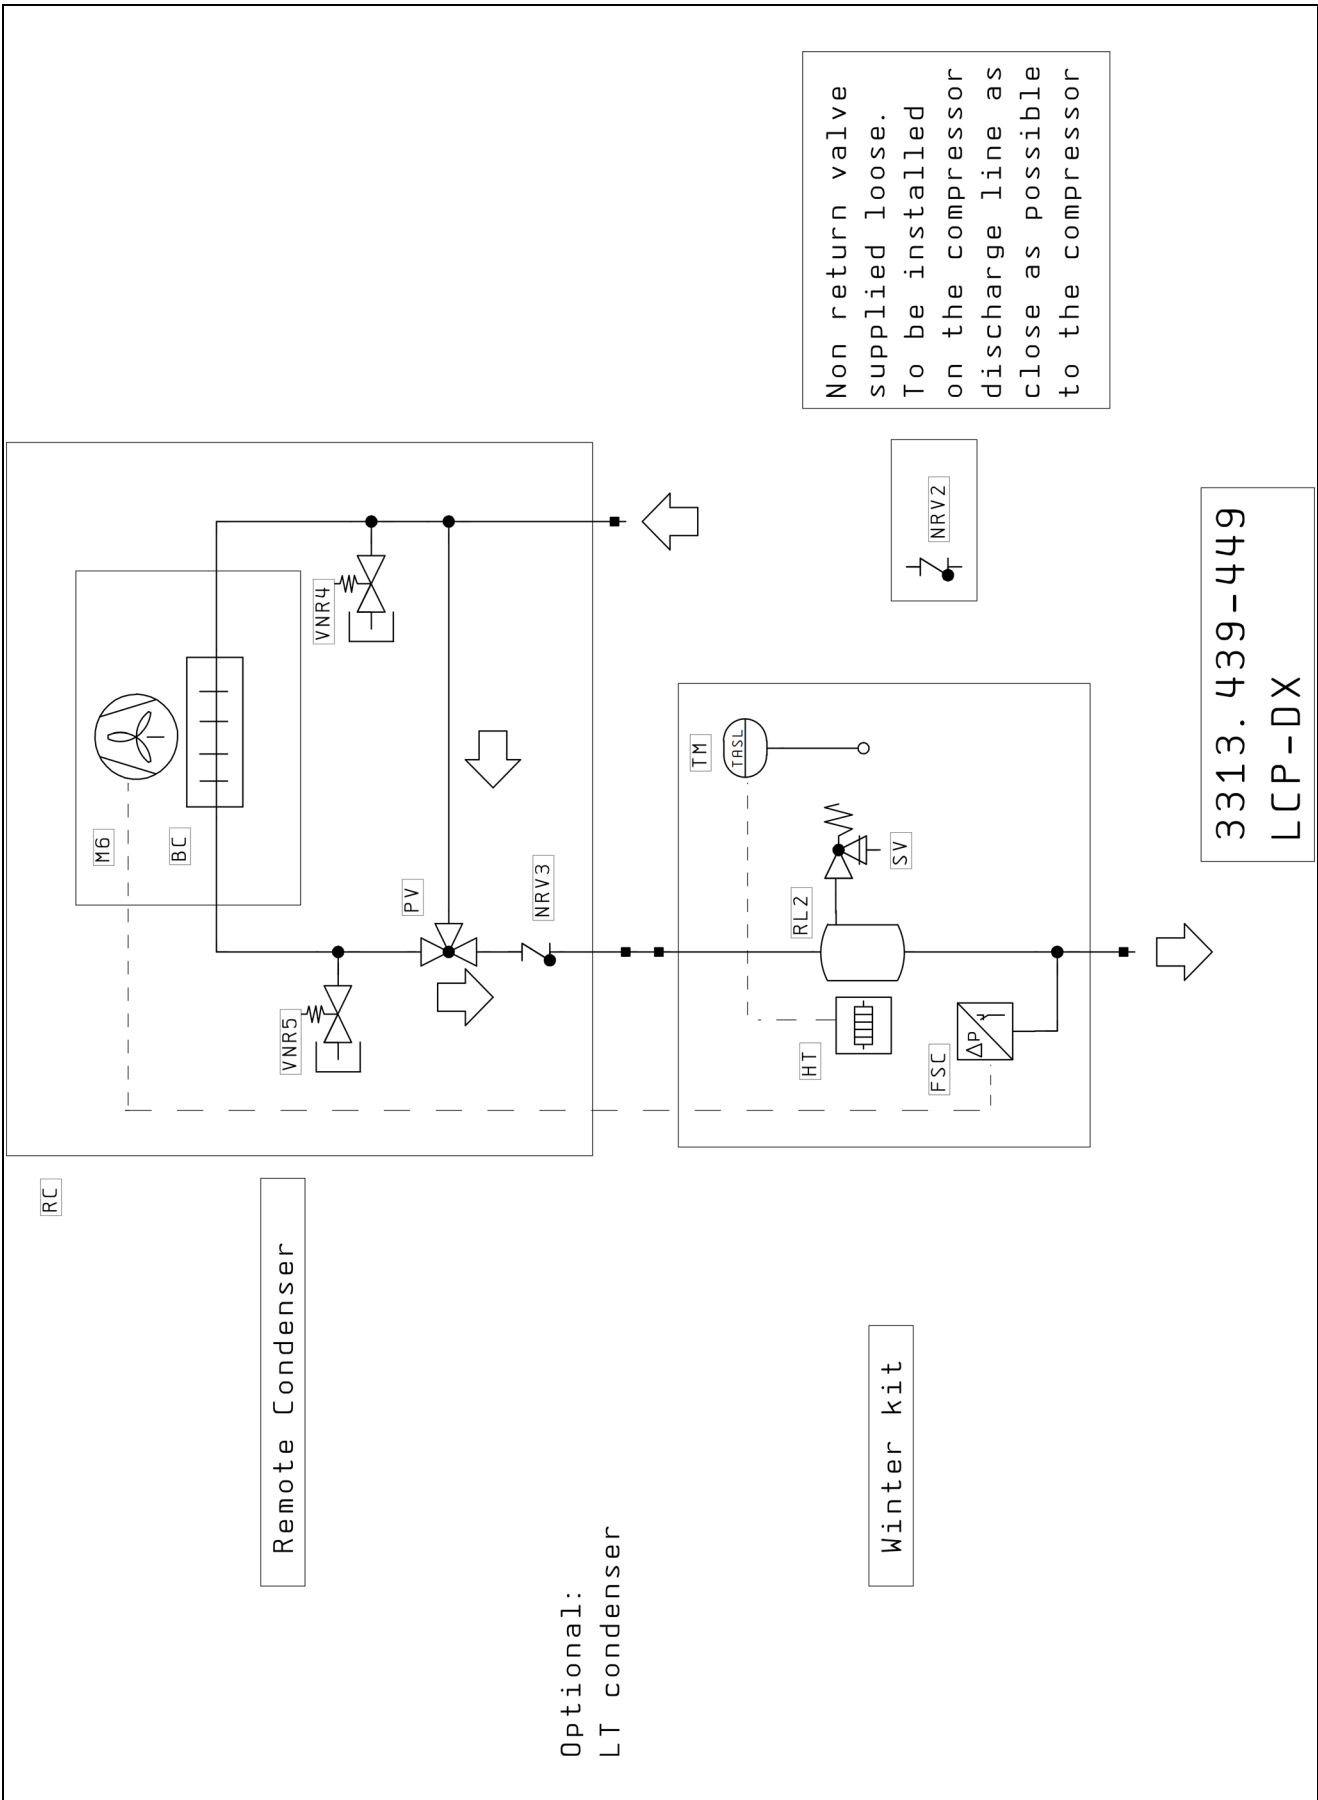 RC
Remote Condenser
Optional:
LT condenser
Winter kit
M6
BC
VNR4
VNR5
PV
NRV3
TM
TASL
RL2
SV
HT
FSC
ΔP
NRV2
Non return valve
supplied loose.
To be installed
on the compressor
discharge line as
close as possible
to the compressor
3313. 439-449
LCP-DX